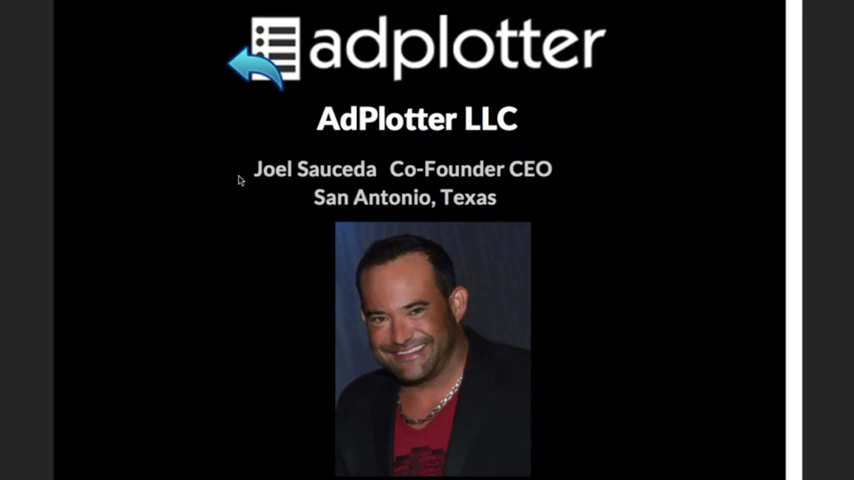 adplotter
AdPlotter LLC
Joel Sauceda Co-Founder CEO
San Antonio, Texas